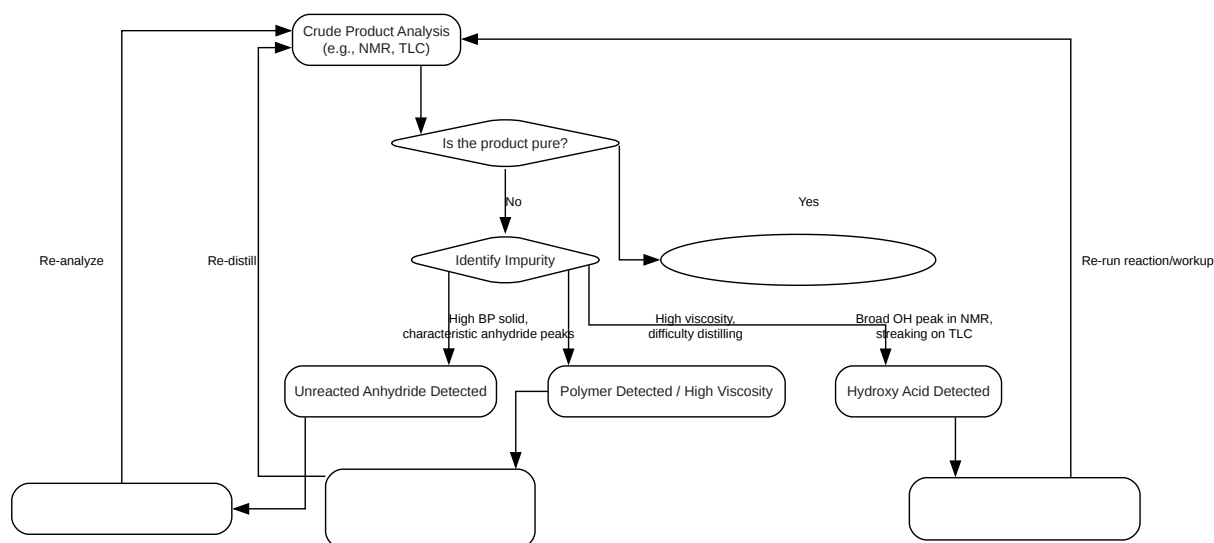 Crude Product Analysis
(e.g., NMR, TLC)
Is the product pure?
No
Yes
Re-analyze
Re-distill
Identify Impurity
Re-run reaction/workup
High BP solid,
characteristic anhydride peaks
High viscosity,
difficulty distilling
Broad OH peak in NMR,
streaking on TLC
Unreacted Anhydride Detected
Polymer Detected / High Viscosity
Hydroxy Acid Detected